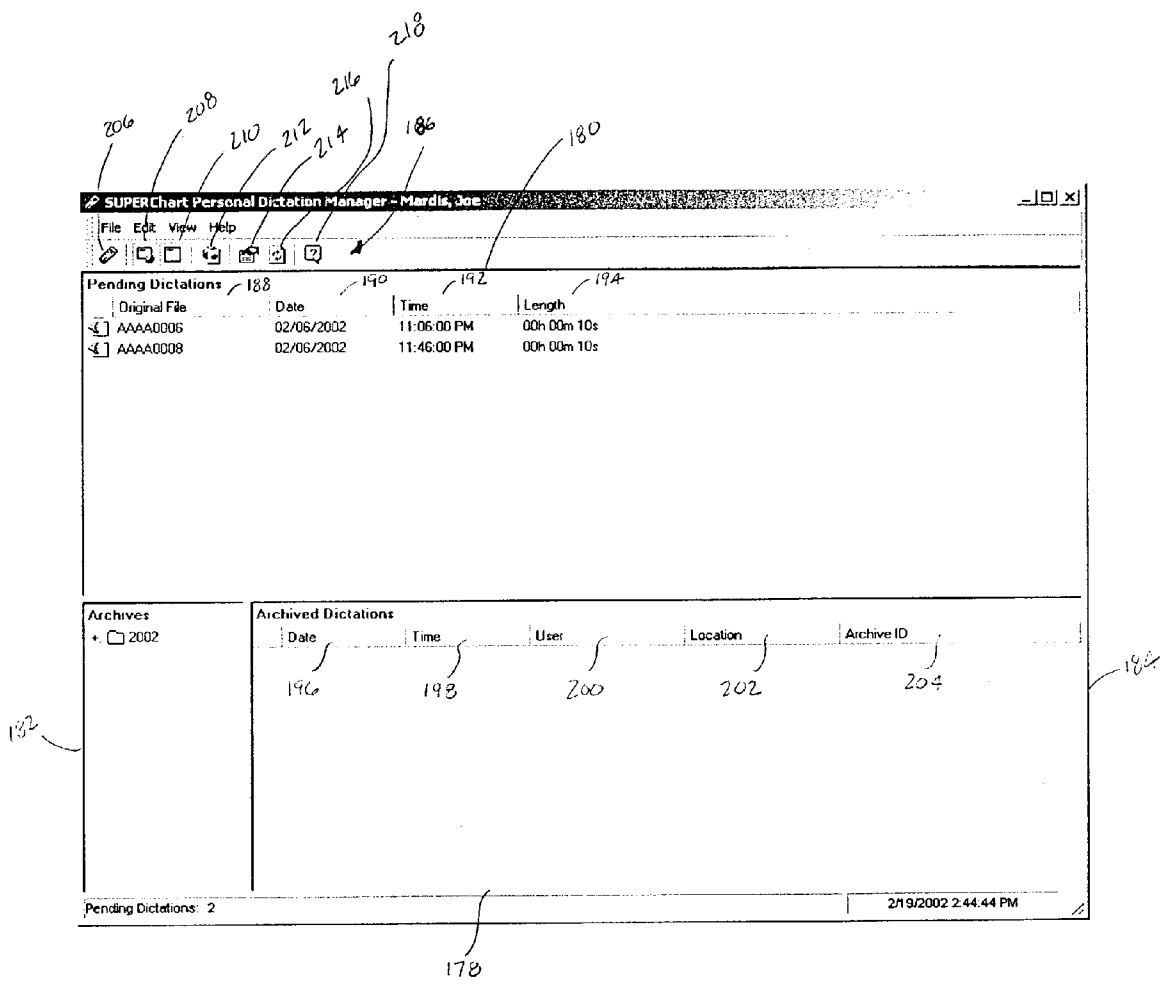 218
216
208
206
210
212
214
186
180
SUPERChart Personal Dictation Manager - Mardis, Joe
File Edit View Help
Pending Dictations
188 190 192 194
Original File Date Time Length
AAAA0006 02/06/2002 11:06:00 PM 00h 00m 10s
AAAA0008 02/06/2002 11:46:00 PM 00h 00m 10s
Archives Archived Dictations
+ 2002 Date Time User Location Archive ID
196 198 200 202 204
184
182
Pending Dictations: 2 2/19/2002 2:44:44 PM
178